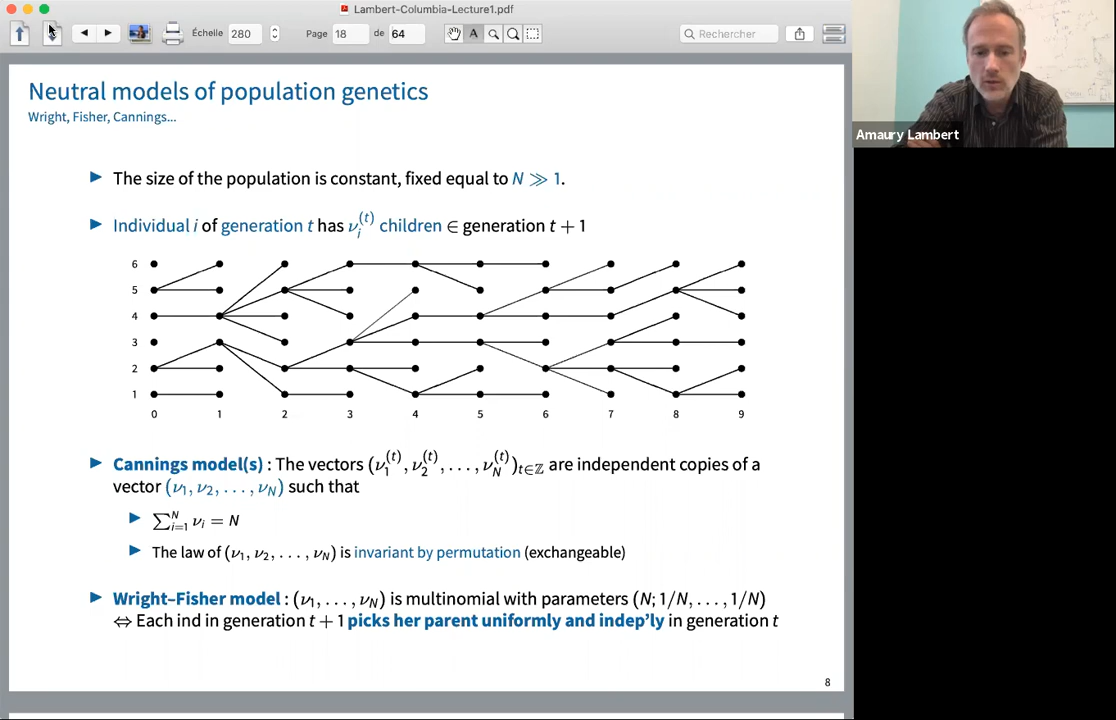 Lambert-Columbia-Lecture1.pdf
Échelle 280 Page 18 de 64 A Rechercher
Amaury Lambert
Neutral models of population genetics
Wright, Fisher, Cannings...
The size of the population is constant, fixed equal to N ≫ 1.
Individual i of generation t has ν_i^(t) children ∈ generation t + 1
6
5
4
3
2
1
0 1 2 3 4 5 6 7 8 9
Cannings model(s) : The vectors (ν_1^(t), ν_2^(t), . . . , ν_N^(t))_{t∈ℤ} are independent copies of a
vector (ν_1, ν_2, . . . , ν_N) such that
∑_{i=1}^N ν_i = N
The law of (ν_1, ν_2, . . . , ν_N) is invariant by permutation (exchangeable)
Wright–Fisher model : (ν_1, . . . , ν_N) is multinomial with parameters (N; 1/N, . . . , 1/N)
⇔ Each ind in generation t + 1 picks her parent uniformly and indep'ly in generation t
8